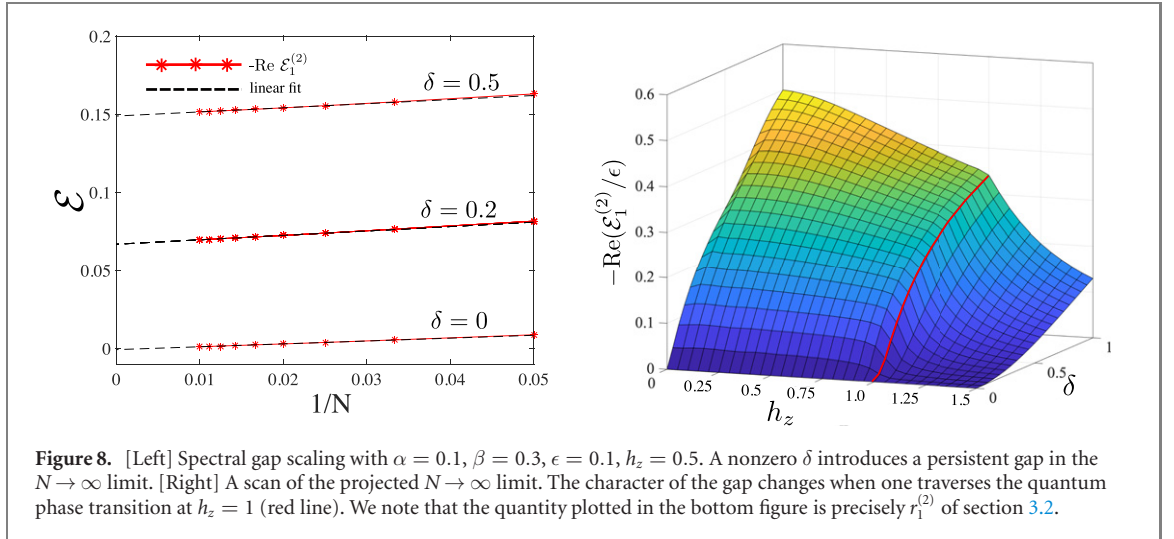 0.2
0.15
0.1
0.05
0
ℰ
-Re ℰ₁⁽²⁾
linear fit
δ = 0.5
δ = 0.2
δ = 0
0 0.01 0.02 0.03 0.04 0.05
1/N
0.6
0.5
0.4
0.3
0.2
0.1
0
−Re(ℰ₁⁽²⁾/ϵ)
0 0.25 0.5 0.75 1.0 1.25 1.5
h_z
0 0.5 1
δ
Figure 8. [Left] Spectral gap scaling with α = 0.1, β = 0.3, ϵ = 0.1, h_z = 0.5. A nonzero δ introduces a persistent gap in the
N → ∞ limit. [Right] A scan of the projected N → ∞ limit. The character of the gap changes when one traverses the quantum
phase transition at h_z = 1 (red line). We note that the quantity plotted in the bottom figure is precisely r₁⁽²⁾ of section 3.2.